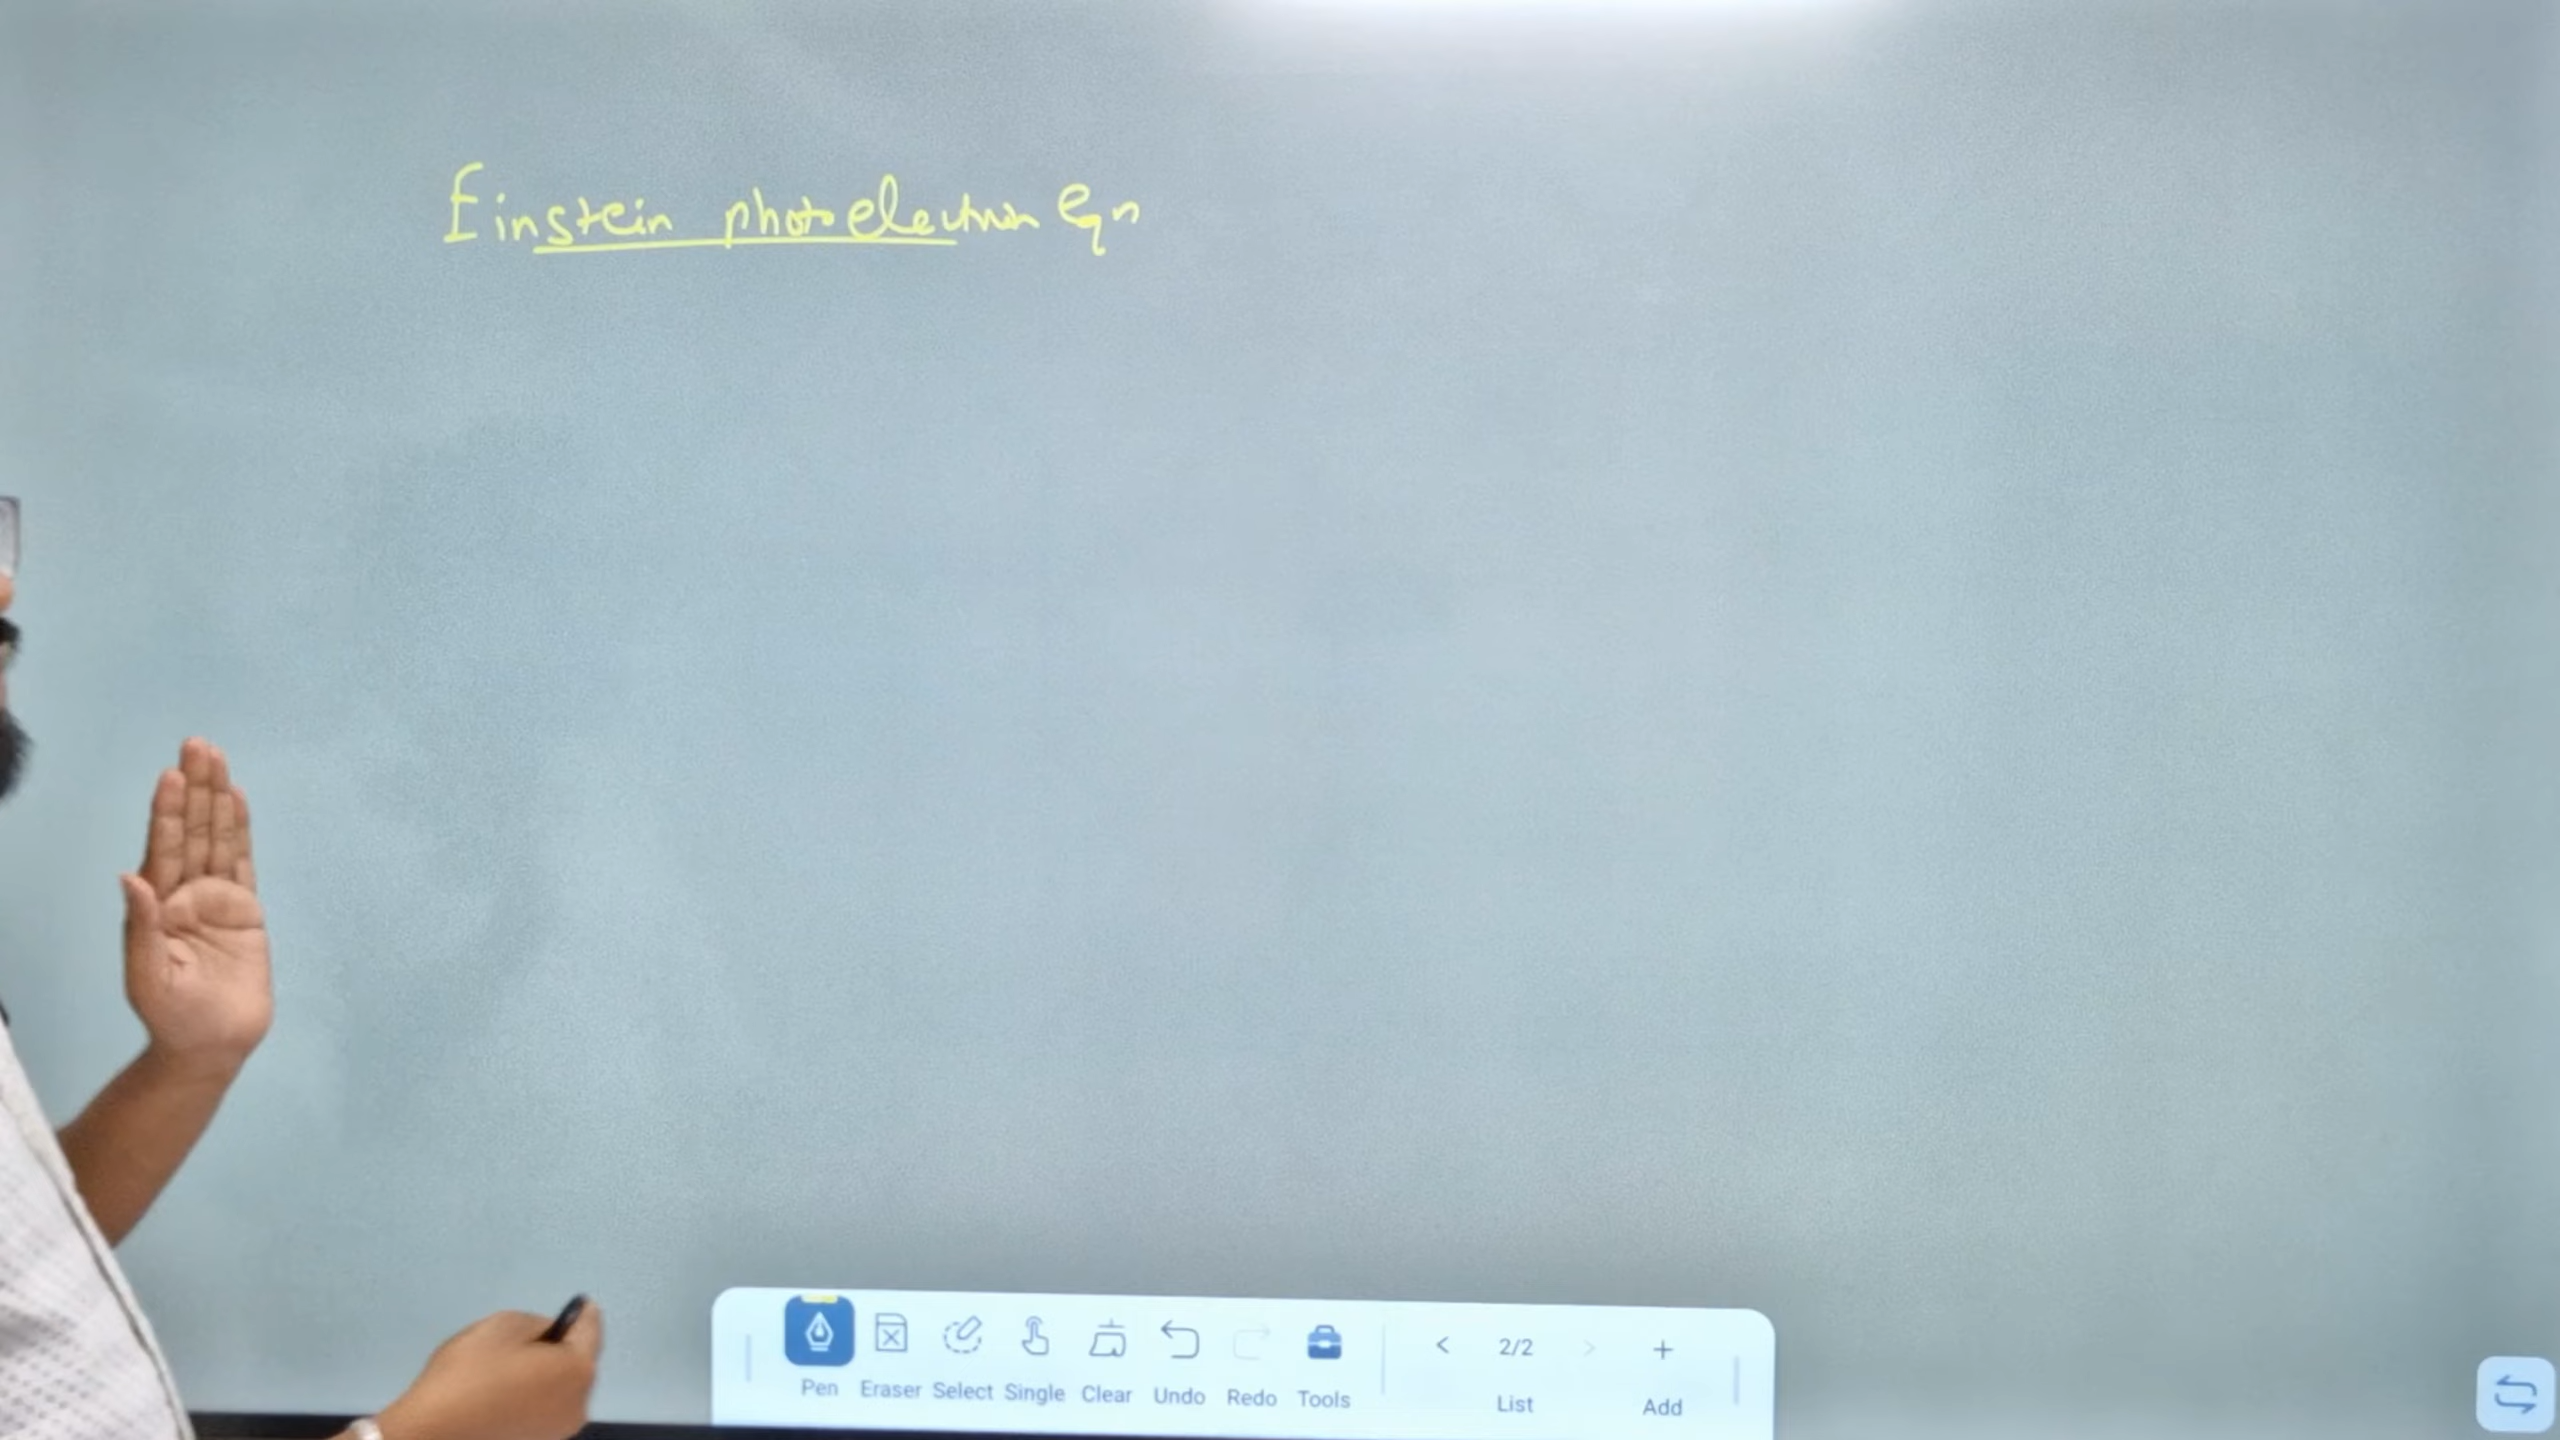 Einstein photoelectron Eqn
Pen Eraser Select Single Clear Undo Redo Tools < 2/2 > List + Add